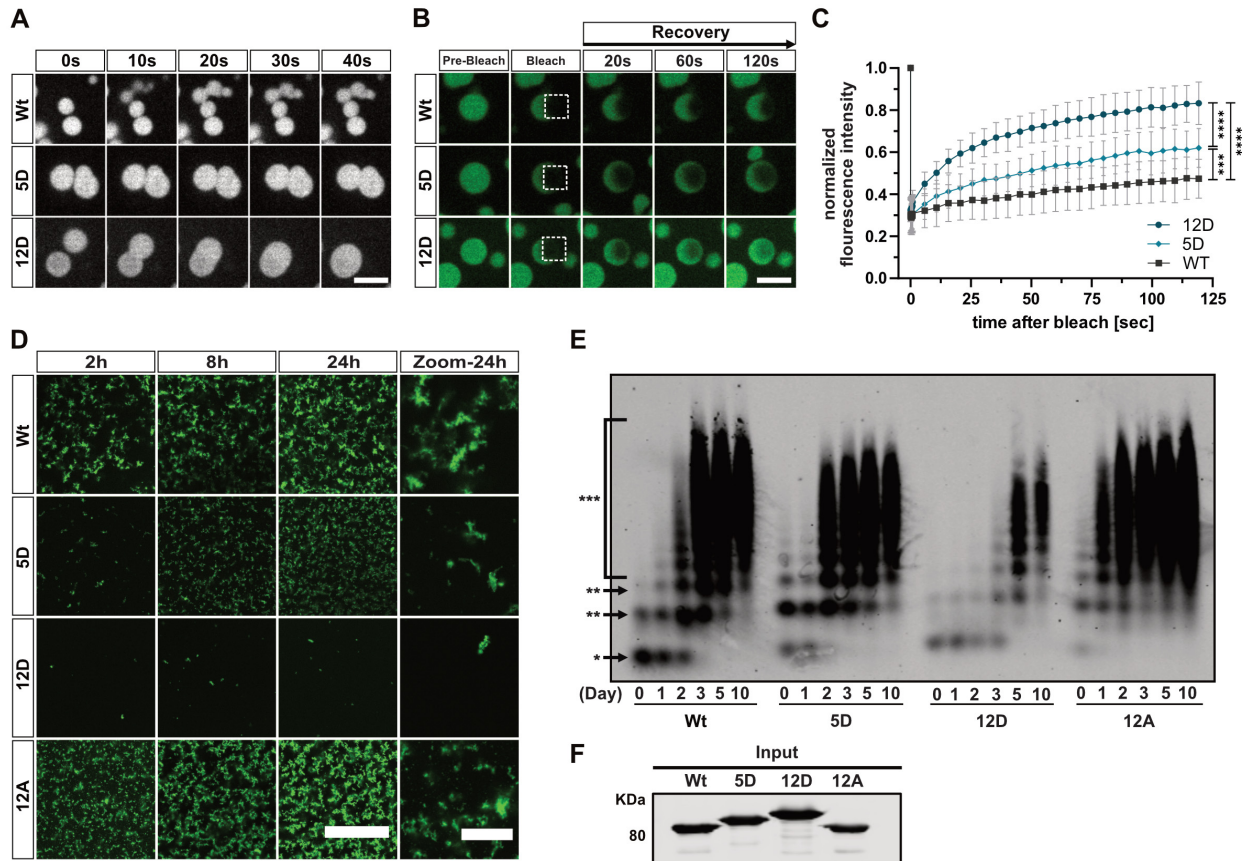 A
0s 10s 20s 30s 40s
Wt
5D
12D
B
Recovery
Pre-Bleach Bleach 20s 60s 120s
Wt
5D
12D
C
normalized
flourescence intensity
1.0
0.8
0.6
0.4
0.2
0.0
0 25 50 75 100 125
time after bleach [sec]
12D
5D
WT
****
***
****
D
2h 8h 24h Zoom-24h
Wt
5D
12D
12A
E
***
**
**
*
(Day) 0 1 2 3 5 10 0 1 2 3 5 10 0 1 2 3 5 10 0 1 2 3 5 10
Wt 5D 12D 12A
F
Input
Wt 5D 12D 12A
KDa
80